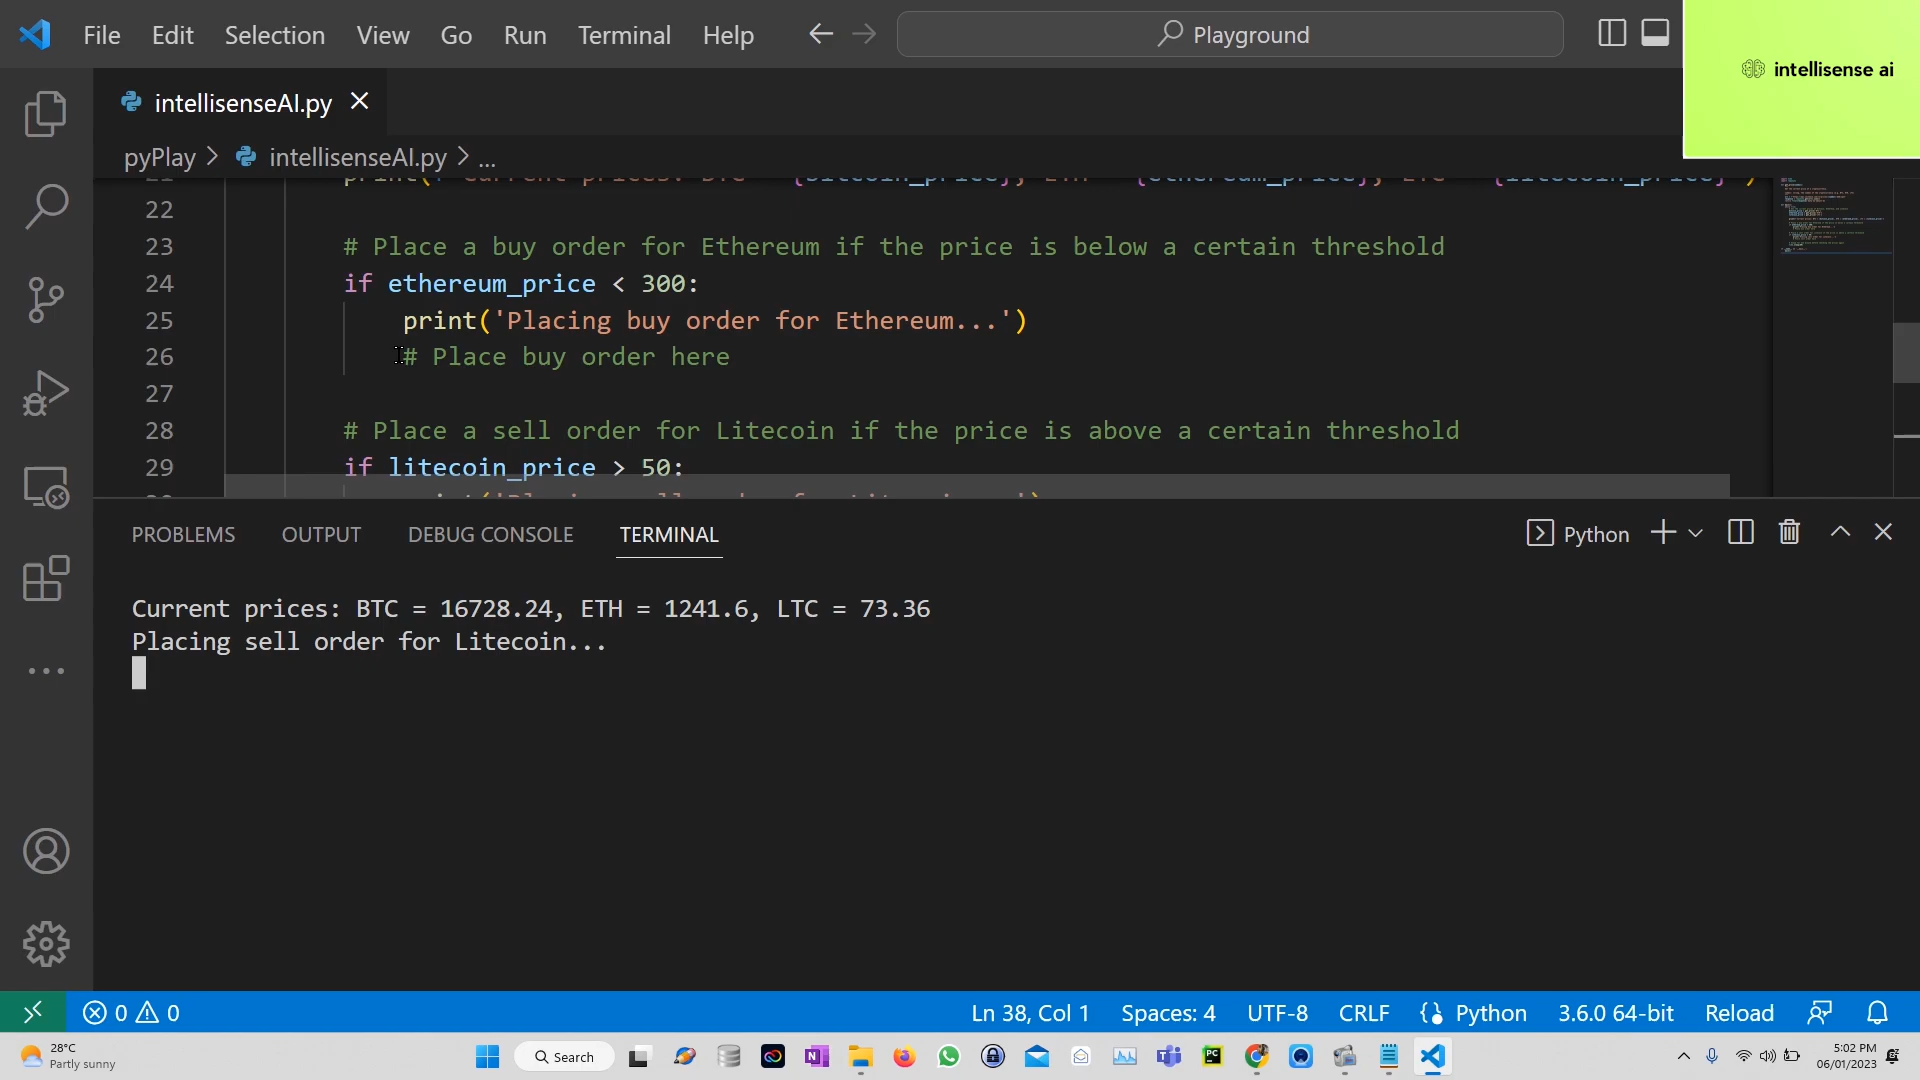 File Edit Selection View Go Run Terminal Help
Playground
intellisense ai
intellisenseAI.py
pyPlay > intellisenseAI.py > ...
22
23 # Place a buy order for Ethereum if the price is below a certain threshold
24 if ethereum_price < 300:
25 print('Placing buy order for Ethereum...')
26 # Place buy order here
27
28 # Place a sell order for Litecoin if the price is above a certain threshold
29 if litecoin_price > 50:
PROBLEMS OUTPUT DEBUG CONSOLE TERMINAL
Python
Current prices: BTC = 16728.24, ETH = 1241.6, LTC = 73.36
Placing sell order for Litecoin...
0 0
Ln 38, Col 1 Spaces: 4 UTF-8 CRLF Python 3.6.0 64-bit Reload
28°C
Partly sunny
Search
5:02 PM
06/01/2023